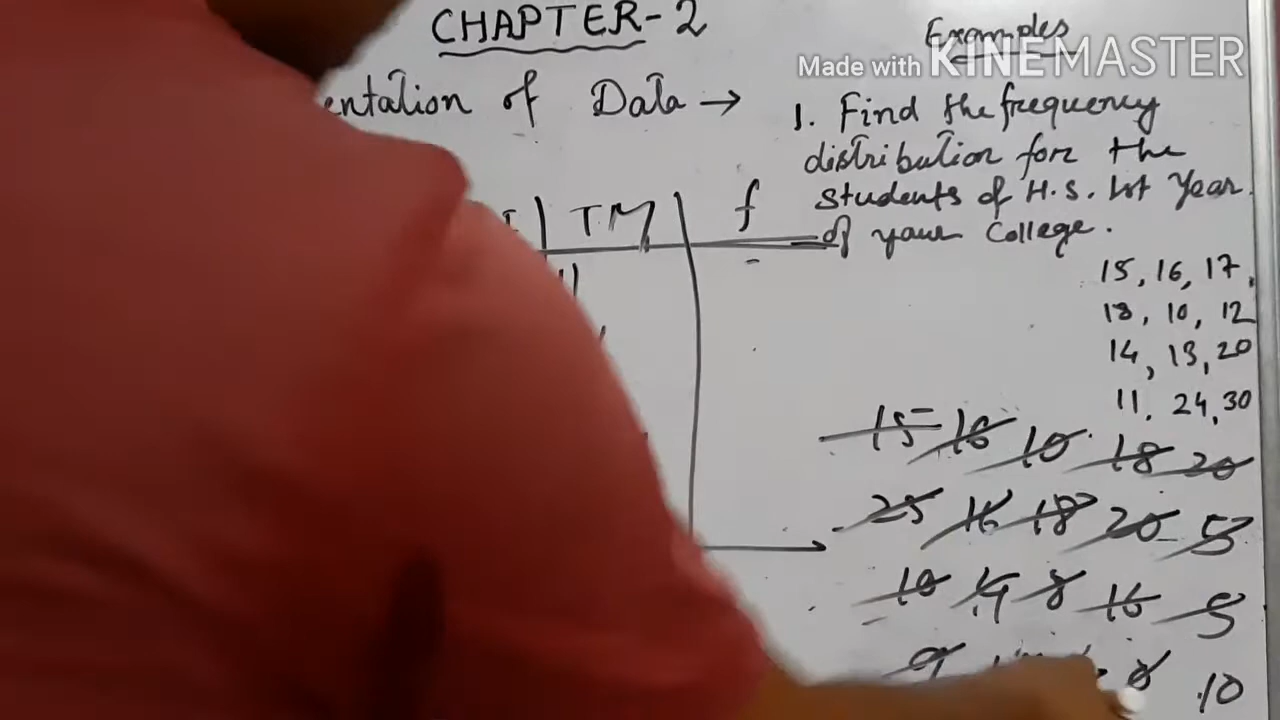 CHAPTER-2
entation of Data →
TM f
Examples
Made with KINEMASTER
1. Find the frequency
distribution for the
students of H.S. 1st Year
of your College.
15, 16, 17,
18, 10, 12
14, 13, 20
11, 24, 30
15 16 10 18 20
25 16 18 20 5
10 14 8 16 5
9 8 10